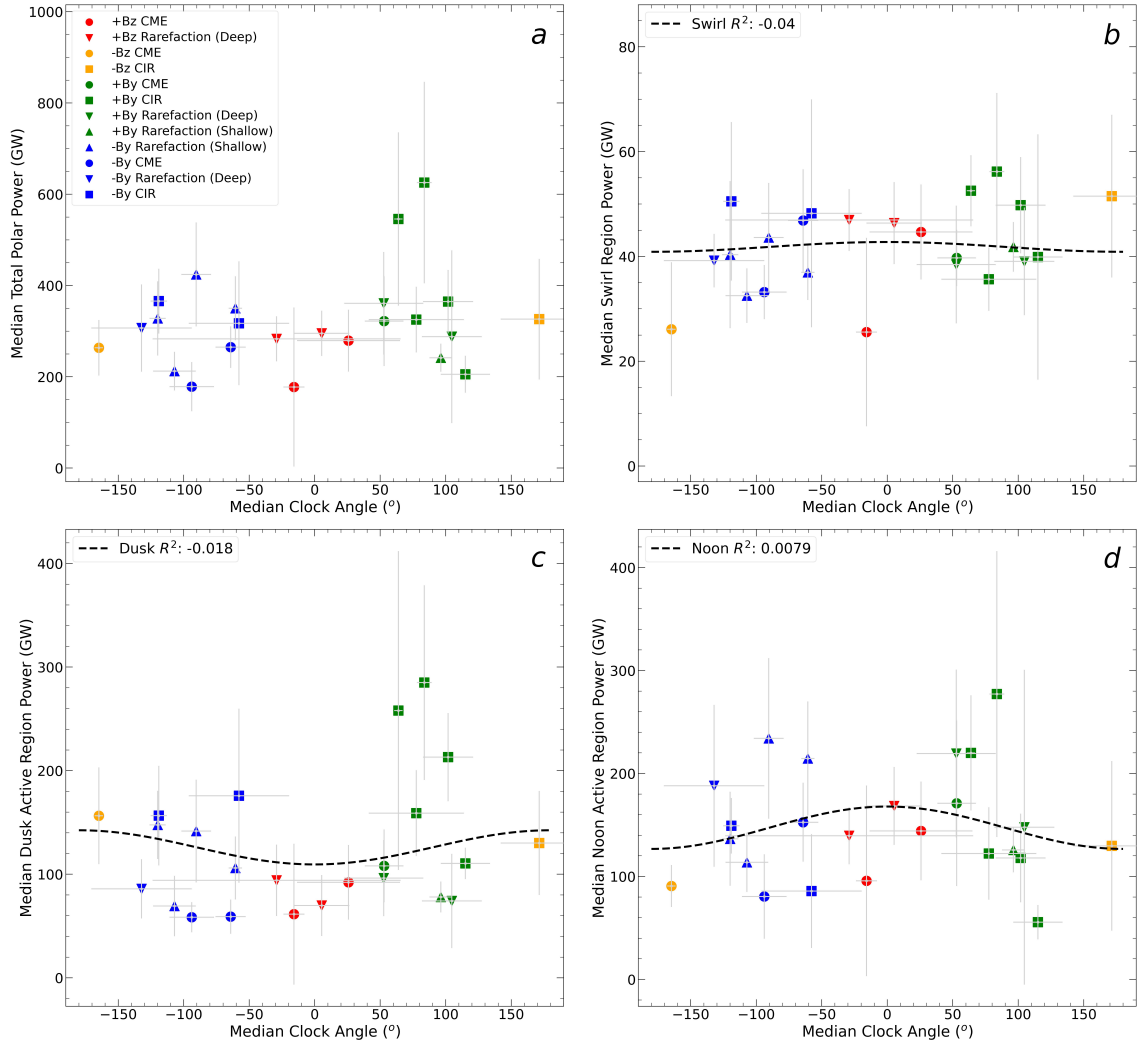 a
+Bz CME
+Bz Rarefaction (Deep)
-Bz CME
-Bz CIR
+By CME
+By CIR
+By Rarefaction (Deep)
+By Rarefaction (Shallow)
-By Rarefaction (Shallow)
-By CME
-By Rarefaction (Deep)
-By CIR
Median Total Polar Power (GW)
1000
800
600
400
200
0
−150 −100 −50 0 50 100 150
Median Clock Angle (o)
b
Swirl R2: -0.04
Median Swirl Region Power (GW)
80
60
40
20
0
−150 −100 −50 0 50 100 150
Median Clock Angle (o)
c
Dusk R2: -0.018
Median Dusk Active Region Power (GW)
400
300
200
100
0
−150 −100 −50 0 50 100 150
Median Clock Angle (o)
d
Noon R2: 0.0079
Median Noon Active Region Power (GW)
400
300
200
100
0
−150 −100 −50 0 50 100 150
Median Clock Angle (o)